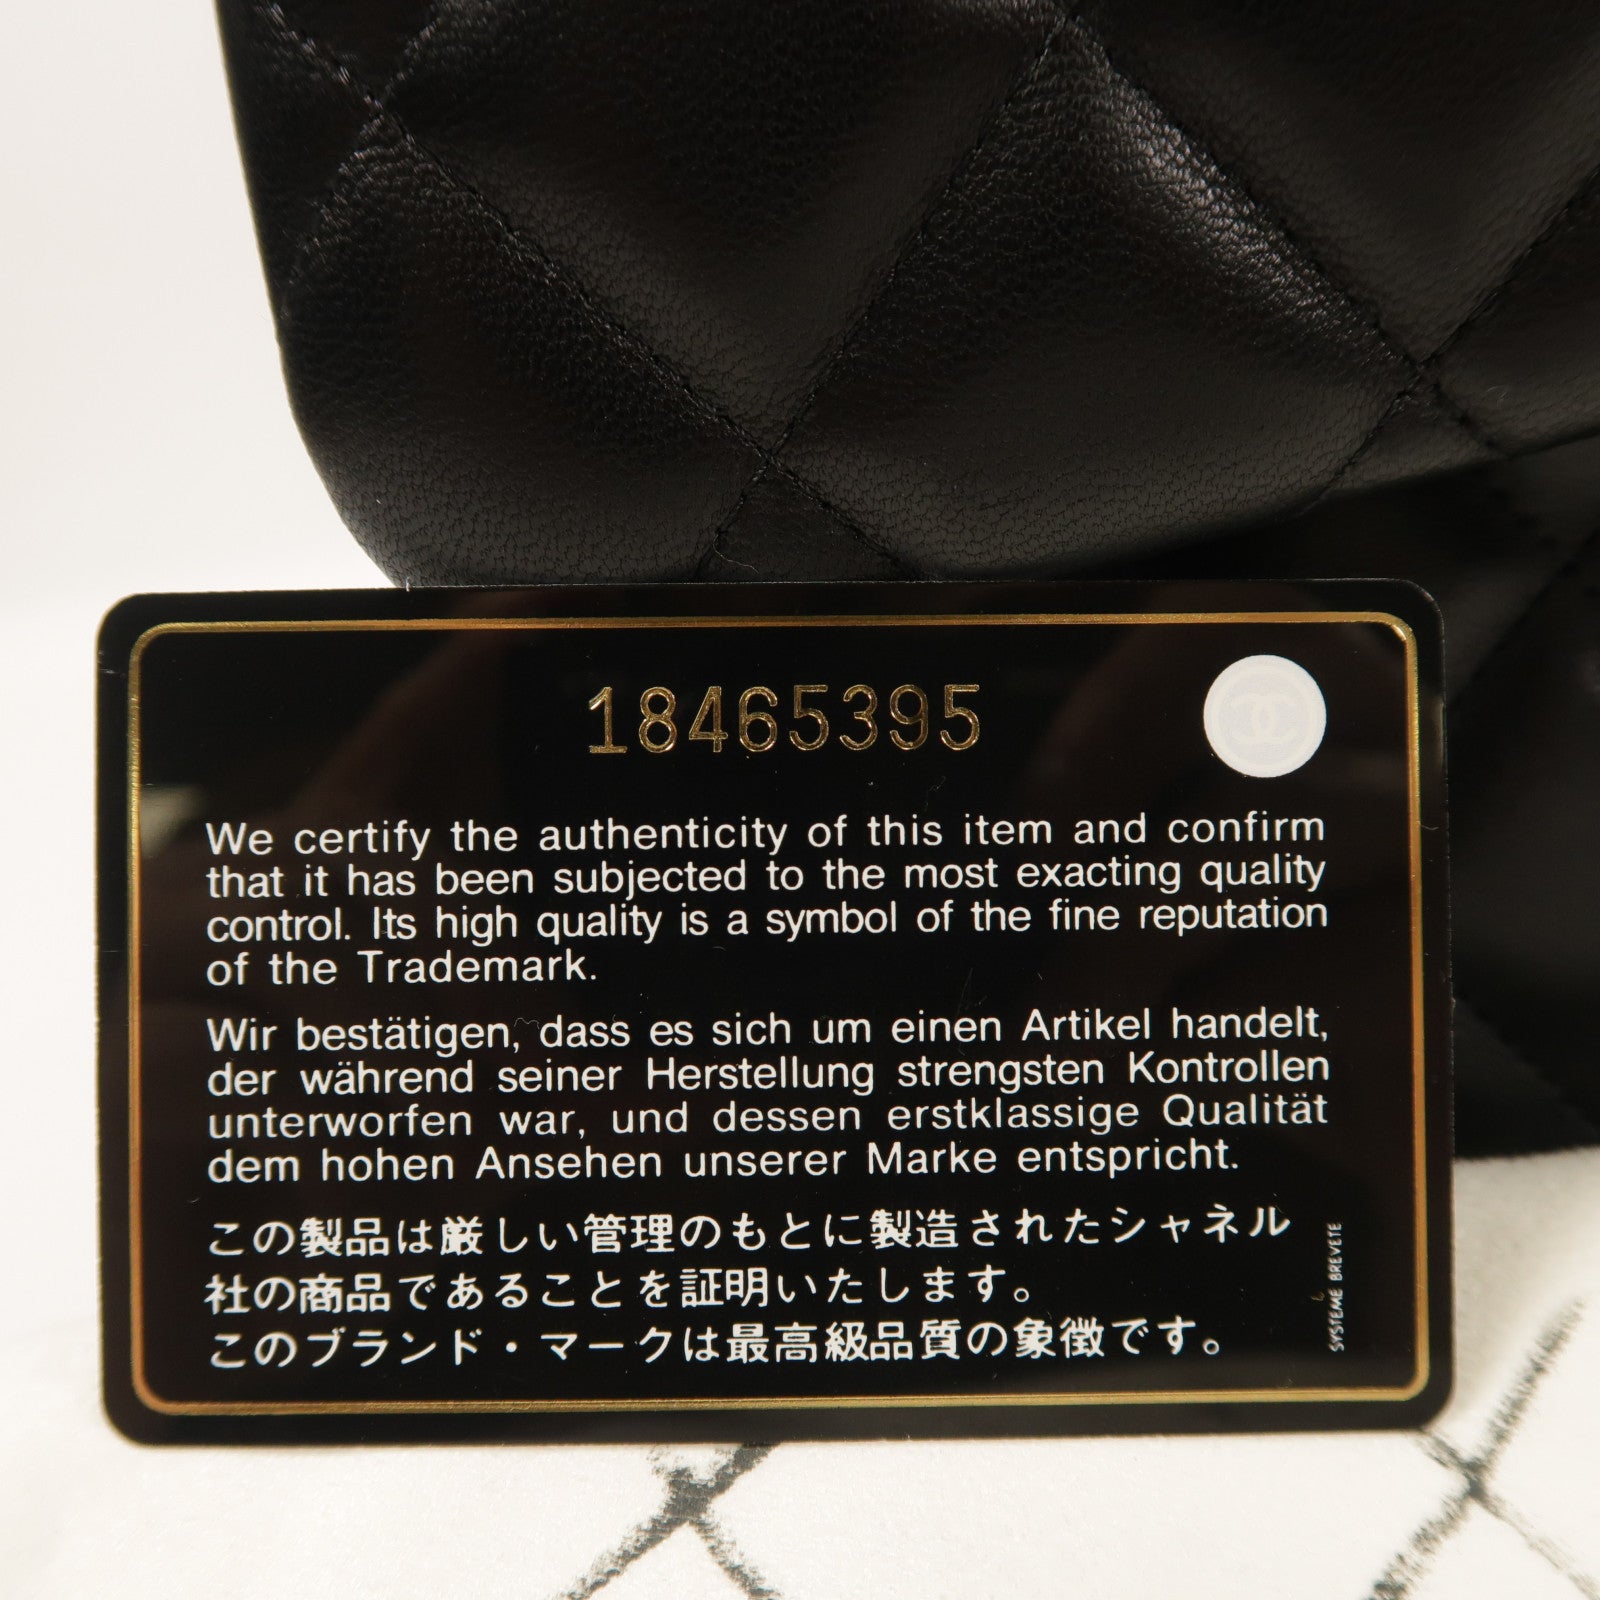 18465395
We certify the authenticity of this item and confirm
that it has been subjected to the most exacting quality
control. Its high quality is a symbol of the fine reputation
of the Trademark.
Wir bestätigen, dass es sich um einen Artikel handelt,
der während seiner Herstellung strengsten Kontrollen
unterworfen war, und dessen erstklassige Qualität
dem hohen Ansehen unserer Marke entspricht.
この製品は厳しい管理のもとに製造されたシャネル
社の商品であることを証明いたします。
このブランド・マークは最高級品質の象徴です。
SYSTEME BREVETE